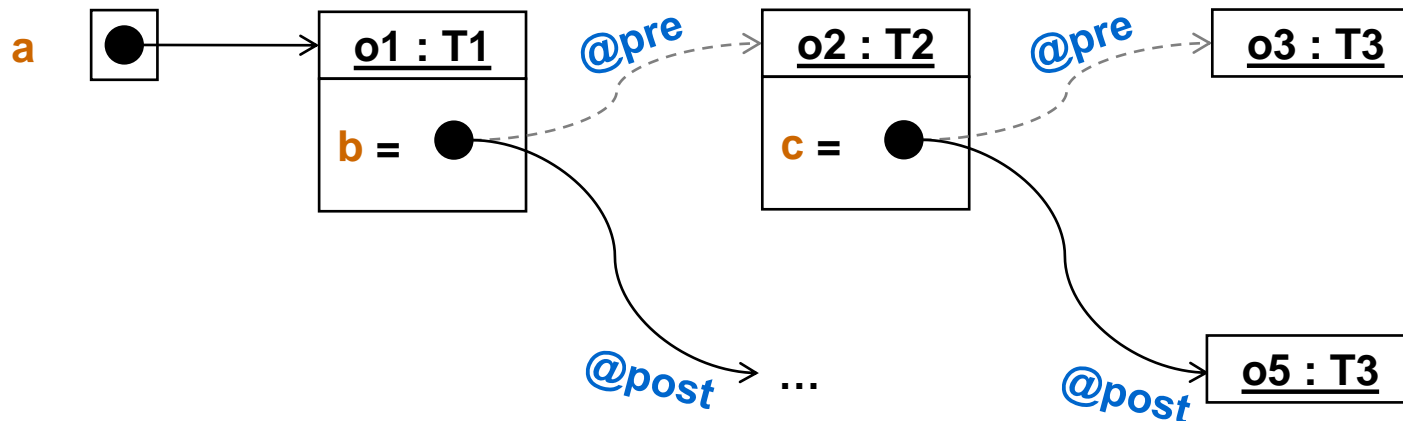 a
o1 : T1
@pre
o2 : T2
@pre
o3 : T3
b =
c =
@post
...
@post
o5 : T3